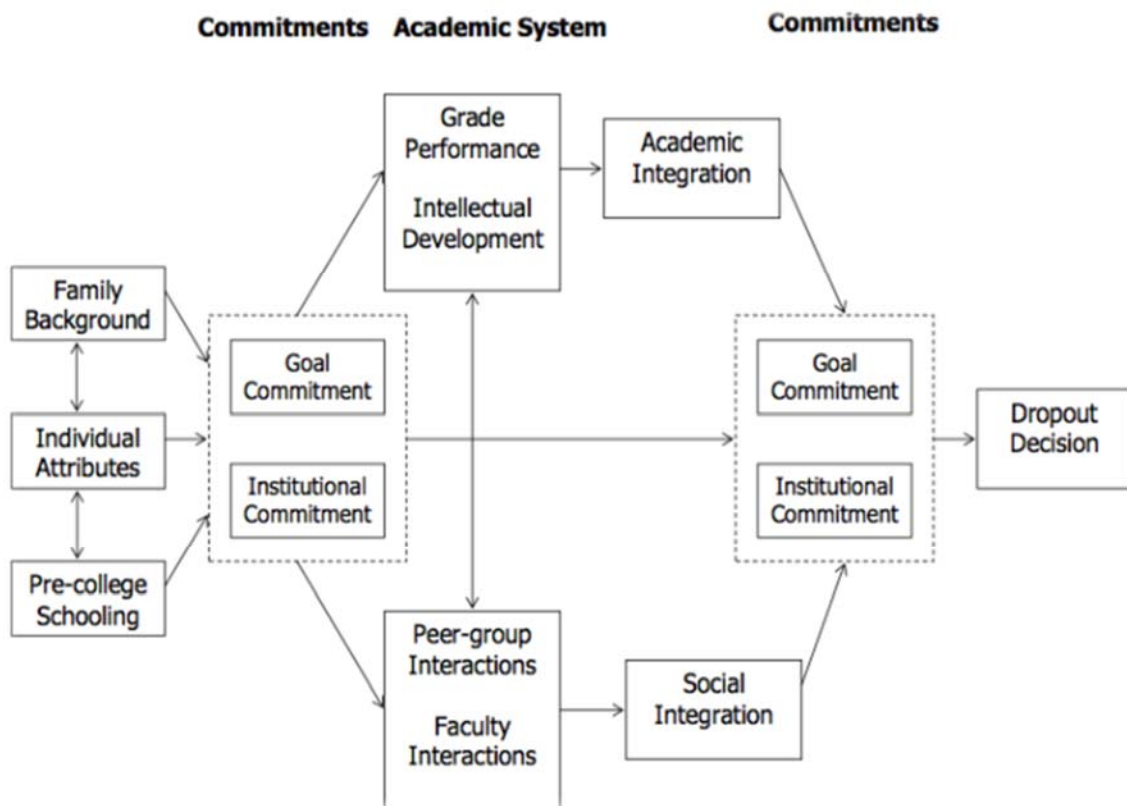 Commitments Academic System Commitments
Grade
Performance
Intellectual
Development
Academic
Integration
Family
Background
Individual
Attributes
Pre-college
Schooling
Goal
Commitment
Institutional
Commitment
Goal
Commitment
Institutional
Commitment
Dropout
Decision
Peer-group
Interactions
Faculty
Interactions
Social
Integration